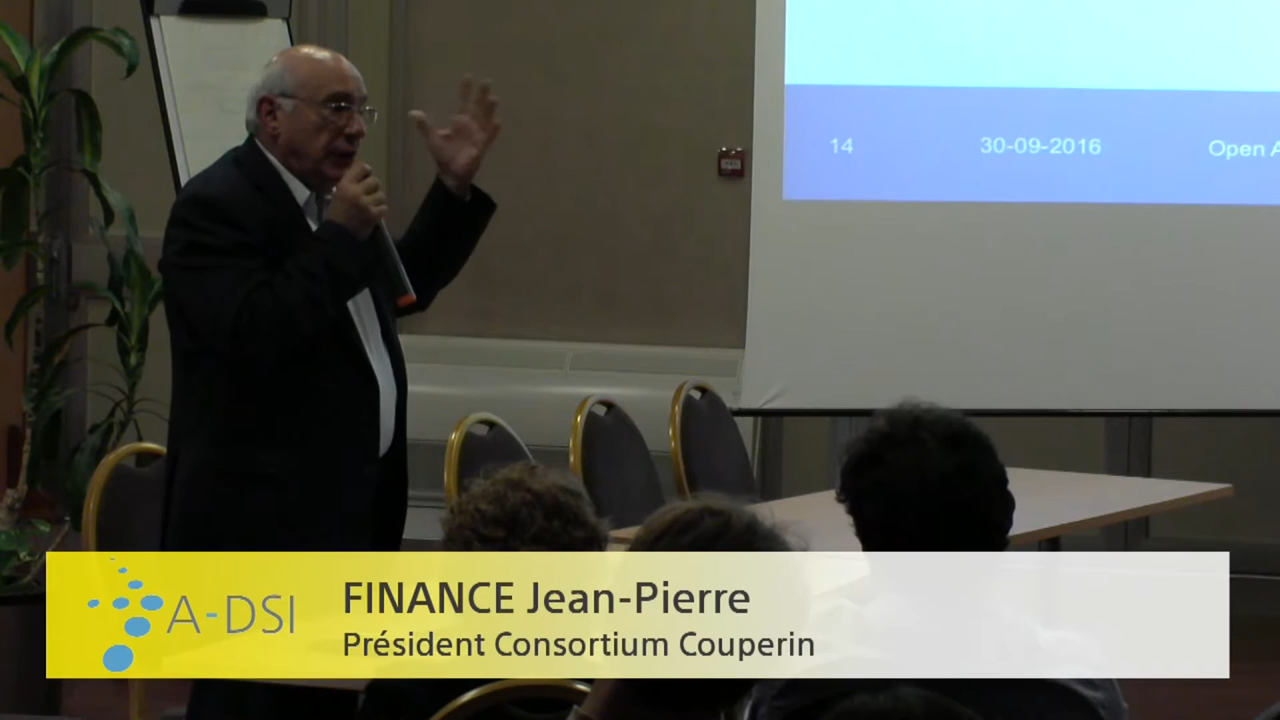 14 30-09-2016 Open A
A-DSI
FINANCE Jean-Pierre
Président Consortium Couperin